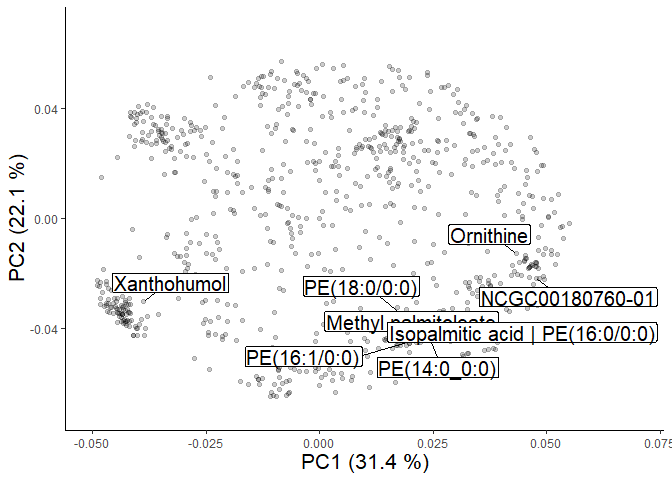 PC2 (22.1 %)
0.04
0.00
-0.04
Ornithine
Xanthohumol
PE(18:0/0:0)
NCGC00180760-01
Methyl palmitoleate
Isopalmitic acid | PE(16:0/0:0)
PE(16:1/0:0)
PE(14:0_0:0)
-0.050
-0.025
0.000
0.025
0.050
0.075
PC1 (31.4 %)